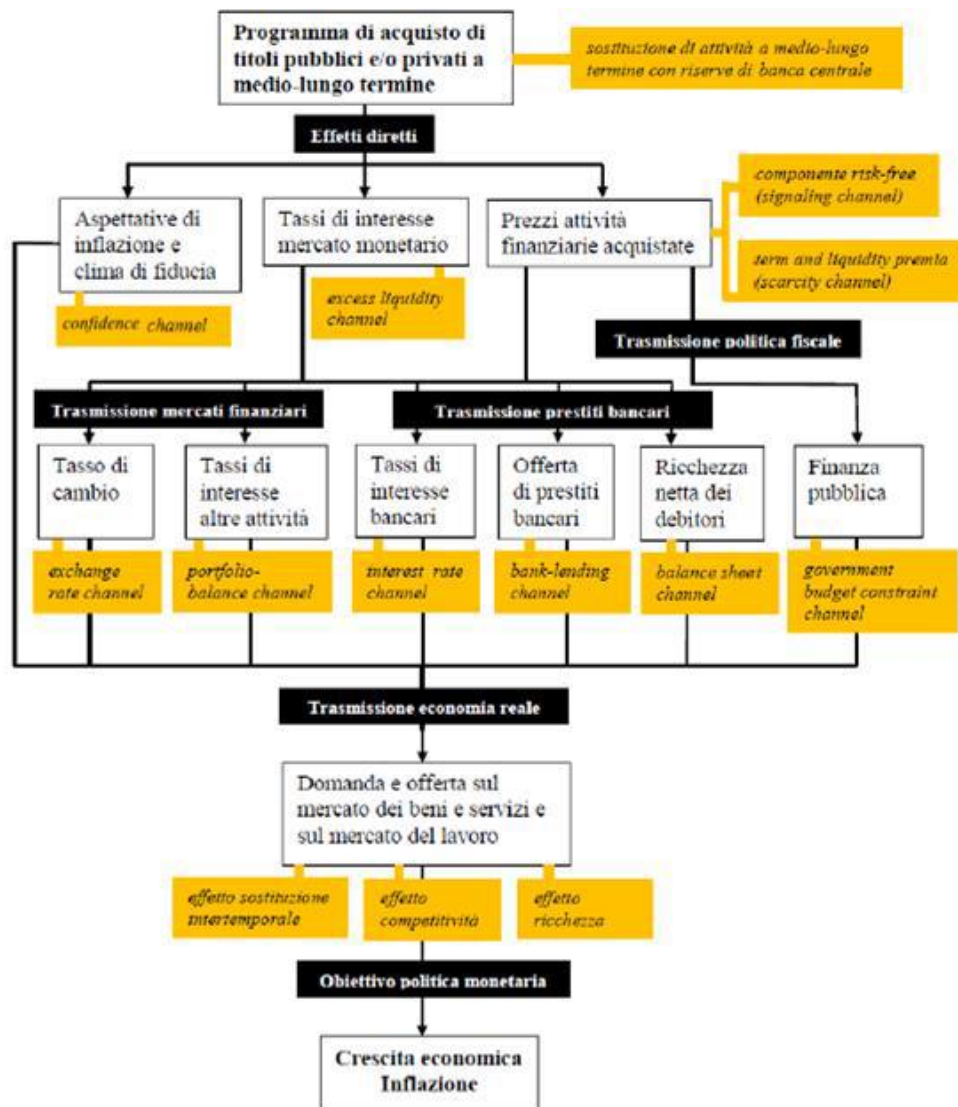 Programma di acquisto di
titoli pubblici e/o privati a
medio-lungo termine
sostituzione di attività a medio-lungo
termine con riserve di banca centrale
Effetti diretti
Aspettative di
inflazione e
clima di fiducia
confidence channel
Tassi di interesse
mercato monetario
excess liquidity
channel
Prezzi attività
finanziarie acquistate
componente risk-free
(signaling channel)
term and liquidity premia
(scarcity channel)
Trasmissione politica fiscale
Trasmissione mercati finanziari
Trasmissione prestiti bancari
Tasso di
cambio
exchange
rate channel
Tassi di
interesse
altre attività
portfolio-
balance channel
Tassi di
interesse
bancari
interest rate
channel
Offerta
di prestiti
bancari
bank-lending
channel
Ricchezza
netta dei
debitori
balance sheet
channel
Finanza
pubblica
government
budget constraint
channel
Trasmissione economia reale
Domanda e offerta sul
mercato dei beni e servizi e
sul mercato del lavoro
effetto sostituzione
intertemporale
effetto
competitività
effetto
ricchezza
Obiettivo politica monetaria
Crescita economica
Inflazione